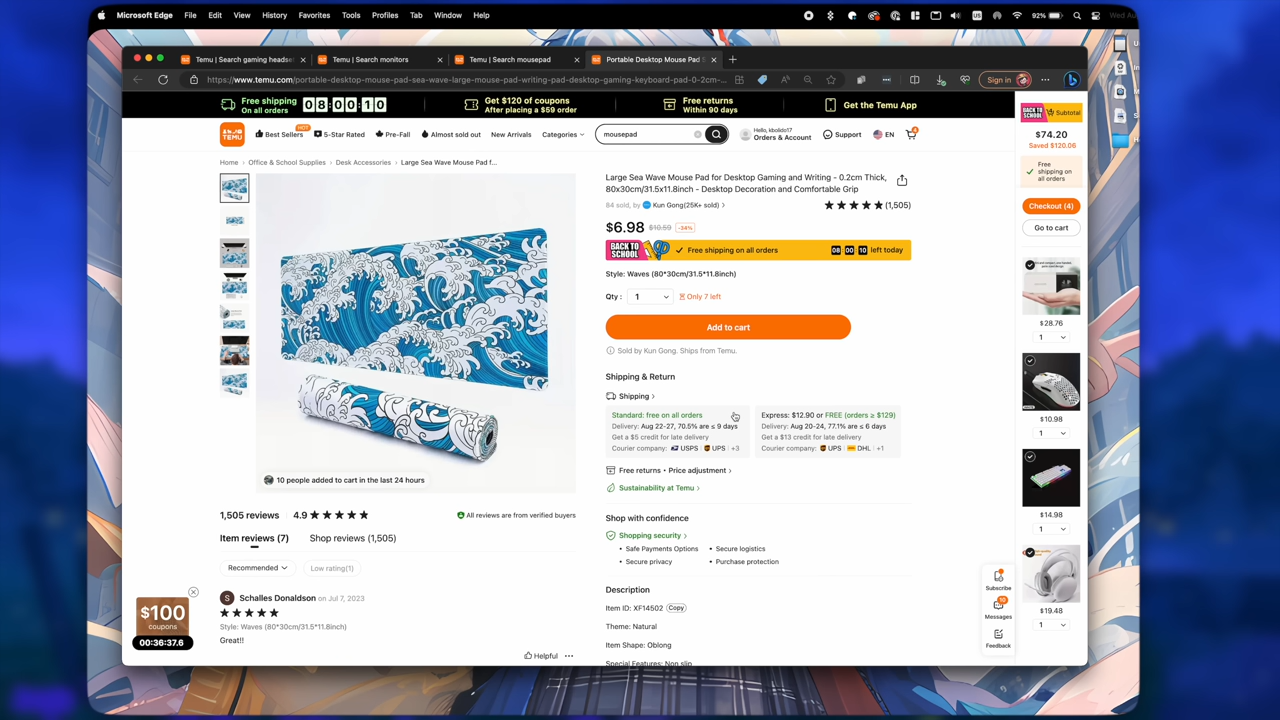 Microsoft Edge File Edit View History Favorites Tools Profiles Tab Window Help
US 92% Wed Au
Temu | Search gaming headse
Temu | Search monitors
Temu | Search mousepad
Portable Desktop Mouse Pad
https://www.temu.com/portable-desktop-mouse-pad-sea-wave-large-mouse-pad-writing-pad-desktop-gaming-keyboard-pad-0-2cm-...
Sign in
Free shipping
On all orders
08:00:10
Get $120 of coupons
After placing a $59 order
Free returns
Within 90 days
Get the Temu App
TEMU
Best Sellers
HOT
5-Star Rated
Pre-Fall
Almost sold out
New Arrivals
Categories
mousepad
Hello, kbolido17
Orders & Account
Support
EN
4
Home › Office & School Supplies › Desk Accessories › Large Sea Wave Mouse Pad f...
Large Sea Wave Mouse Pad for Desktop Gaming and Writing - 0.2cm Thick,
80x30cm/31.5x11.8inch - Desktop Decoration and Comfortable Grip
84 sold, by Kun Gong(25K+ sold) ›
(1,505)
$6.98 $10.59 -34%
BACK TO
SCHOOL
Free shipping on all orders
08 00 10 left today
Style: Waves (80*30cm/31.5*11.8inch)
Qty : 1
Only 7 left
Add to cart
Sold by Kun Gong. Ships from Temu.
Shipping & Return
Shipping ›
Standard: free on all orders
Delivery: Aug 22-27, 70.5% are ≤ 9 days
Get a $5 credit for late delivery
Courier company: USPS UPS +3
Express: $12.90 or FREE (orders ≥ $129)
Delivery: Aug 20-24, 77.1% are ≤ 6 days
Get a $13 credit for late delivery
Courier company: UPS DHL +1
Free returns • Price adjustment ›
Sustainability at Temu ›
Shop with confidence
Shopping security ›
• Safe Payments Options • Secure logistics
• Secure privacy • Purchase protection
Description
Item ID: XF14502 Copy
Theme: Natural
Item Shape: Oblong
Special Features: Non slip
10 people added to cart in the last 24 hours
1,505 reviews 4.9
All reviews are from verified buyers
Item reviews (7)
Shop reviews (1,505)
Recommended
Low rating(1)
Schalles Donaldson on Jul 7, 2023
Style: Waves (80*30cm/31.5*11.8inch)
Great!!
Helpful
$100
coupons
00:36:37.6
BACK TO
SCHOOL
Subtotal
$74.20
Saved $120.06
Free
shipping on
all orders
Checkout (4)
Go to cart
$28.76
1
$10.98
1
$14.98
1
$19.48
1
Subscribe
10
Messages
Feedback